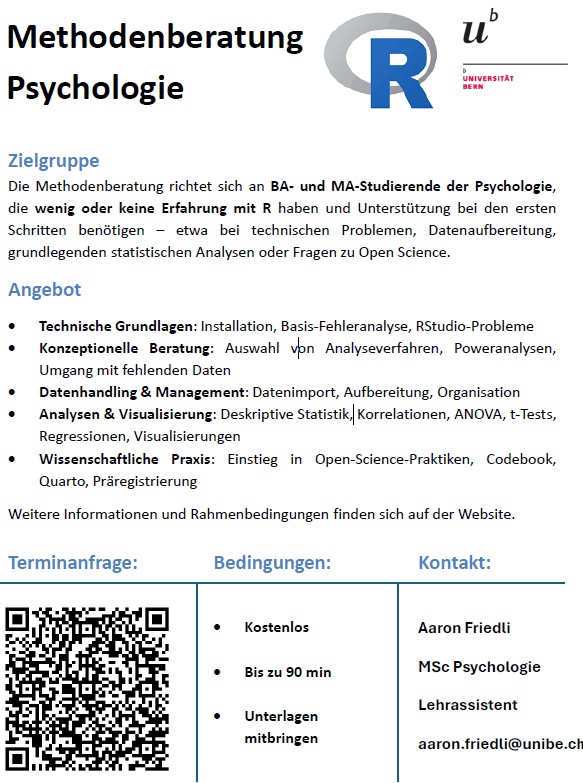 Methodenberatung
Psychologie
R
u^b
b
UNIVERSITÄT
BERN
Zielgruppe
Die Methodenberatung richtet sich an BA- und MA-Studierende der Psychologie,
die wenig oder keine Erfahrung mit R haben und Unterstützung bei den ersten
Schritten benötigen – etwa bei technischen Problemen, Datenaufbereitung,
grundlegenden statistischen Analysen oder Fragen zu Open Science.
Angebot
• Technische Grundlagen: Installation, Basis-Fehleranalyse, RStudio-Probleme
• Konzeptionelle Beratung: Auswahl von Analyseverfahren, Poweranalysen,
Umgang mit fehlenden Daten
• Datenhandling & Management: Datenimport, Aufbereitung, Organisation
• Analysen & Visualisierung: Deskriptive Statistik, Korrelationen, ANOVA, t-Tests,
Regressionen, Visualisierungen
• Wissenschaftliche Praxis: Einstieg in Open-Science-Praktiken, Codebook,
Quarto, Präregistrierung
Weitere Informationen und Rahmenbedingungen finden sich auf der Website.
Terminanfrage:
Bedingungen:
• Kostenlos
• Bis zu 90 min
• Unterlagen
mitbringen
Kontakt:
Aaron Friedli
MSc Psychologie
Lehrassistent
aaron.friedli@unibe.ch